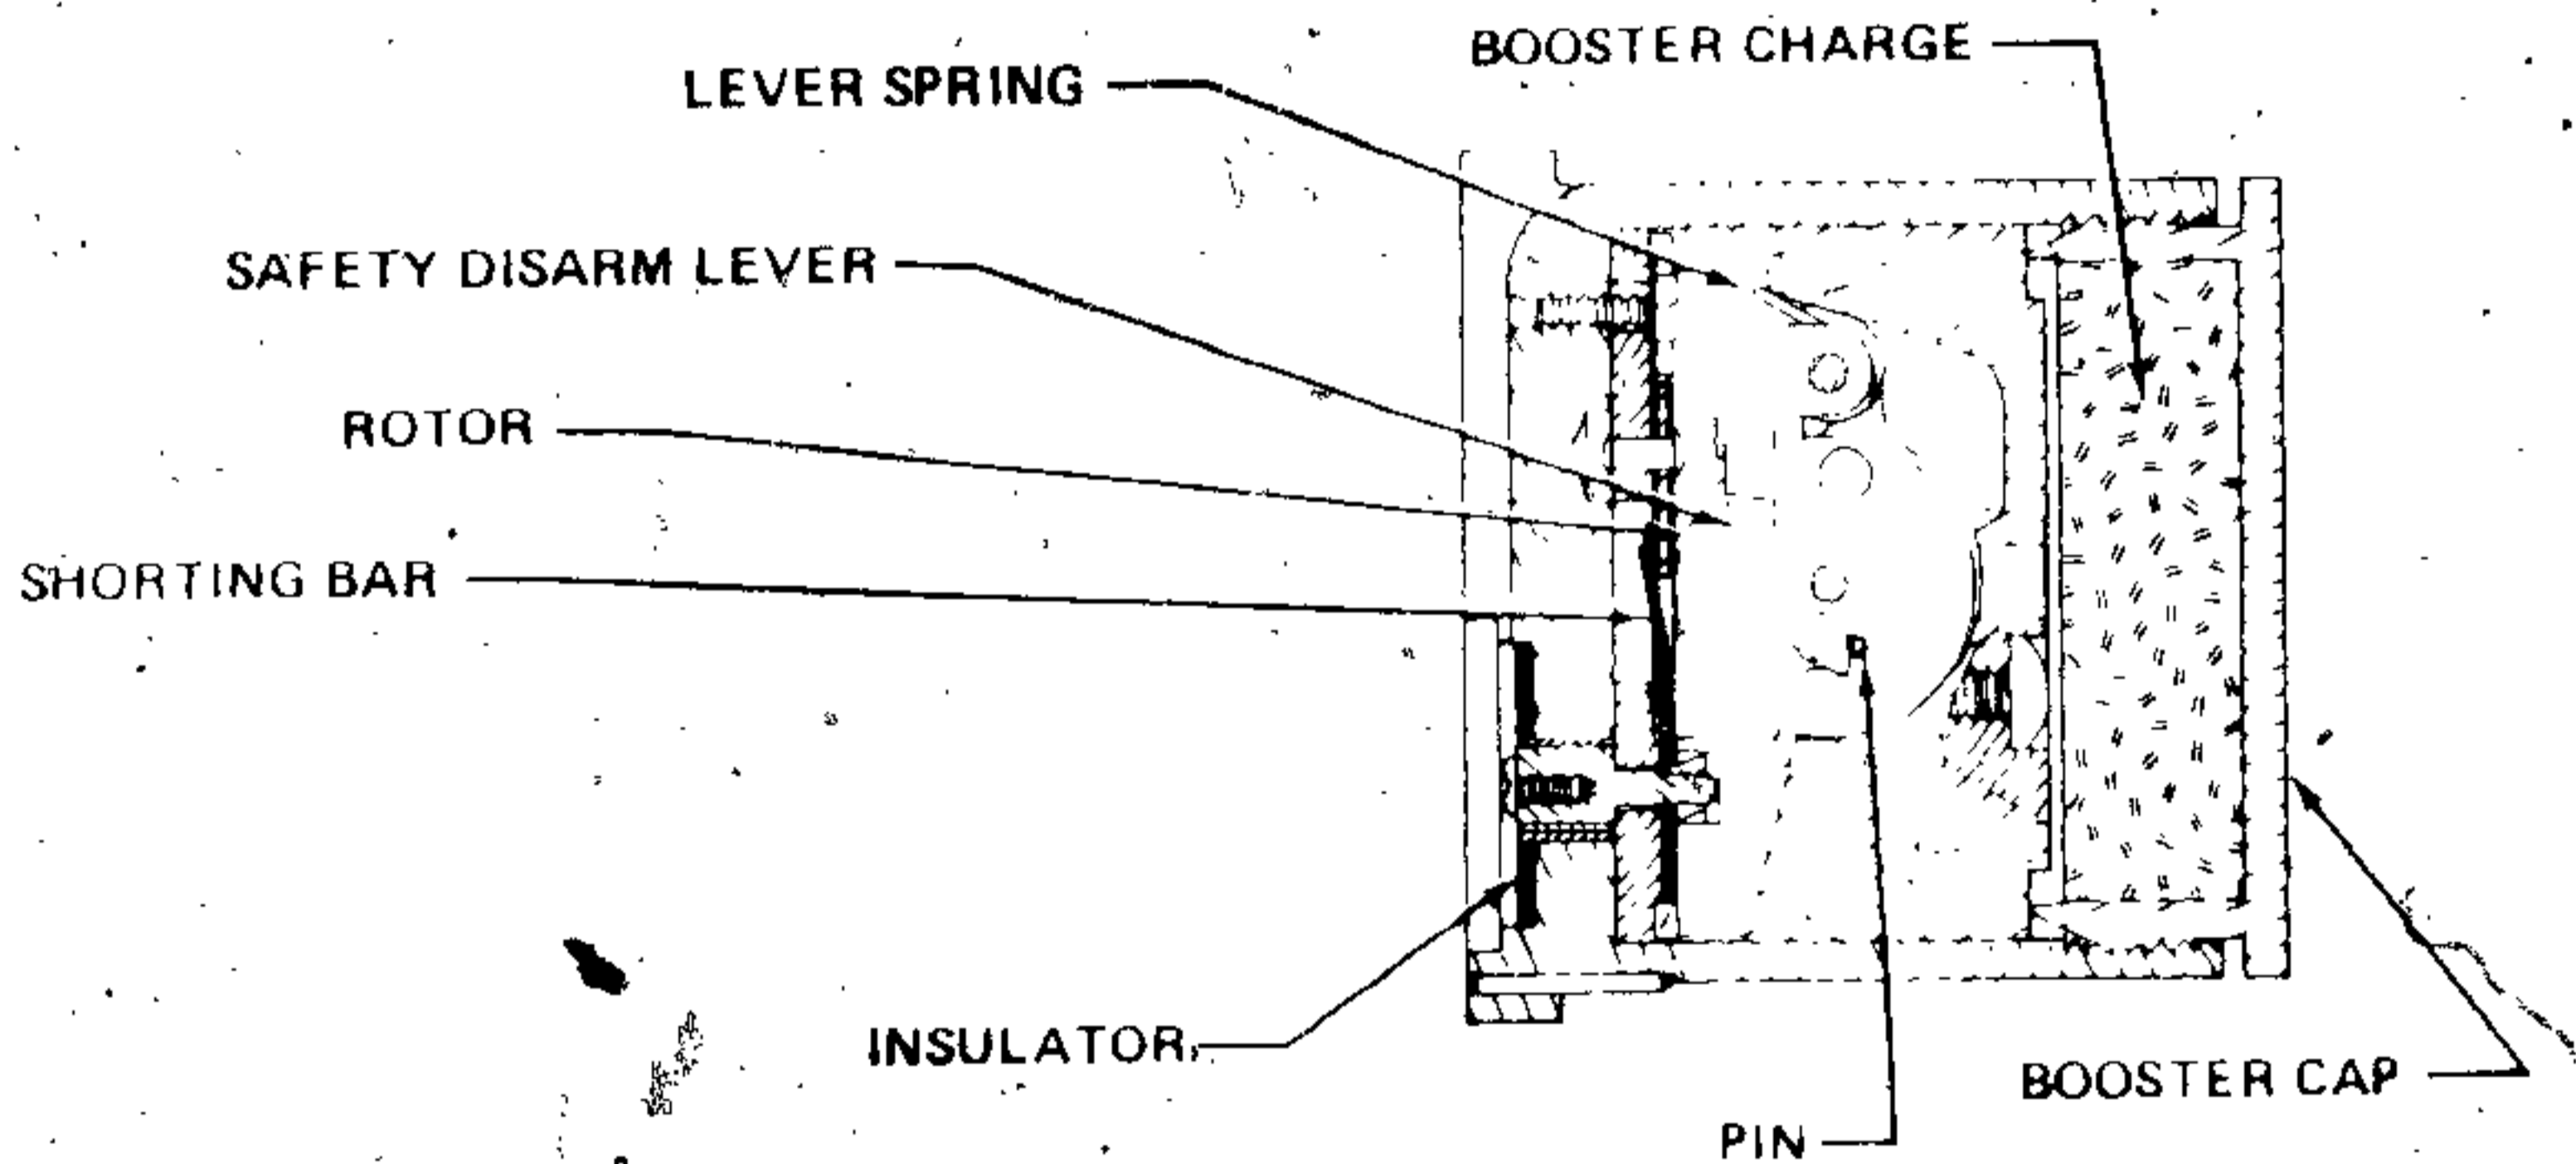 BOOSTER CHARGE
LEVER SPRING
SAFETY DISARM LEVER
ROTOR
SHORTING BAR
INSULATOR
BOOSTER CAP
PIN